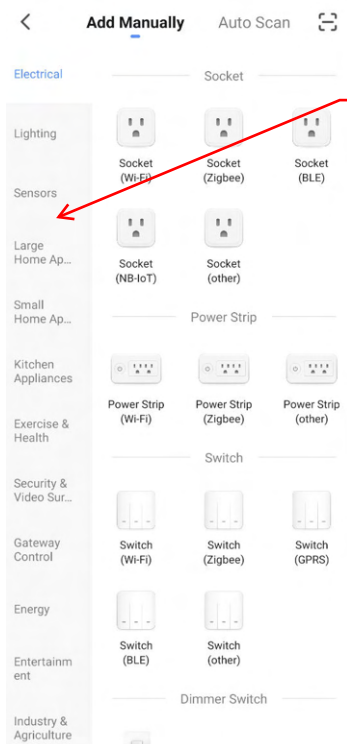 Add Manually
Auto Scan
Electrical
Lighting
Sensors
Large
Home Ap...
Small
Home Ap...
Kitchen
Appliances
Exercise &
Health
Security &
Video Sur...
Gateway
Control
Energy
Entertainm
ent
Industry &
Agriculture
Socket
Socket
(Wi-Fi)
Socket
(Zigbee)
Socket
(BLE)
Socket
(NB-IoT)
Socket
(other)
Power Strip
Power Strip
(Wi-Fi)
Power Strip
(Zigbee)
Power Strip
(other)
Switch
Switch
(Wi-Fi)
Switch
(Zigbee)
Switch
(GPRS)
Switch
(BLE)
Switch
(other)
Dimmer Switch